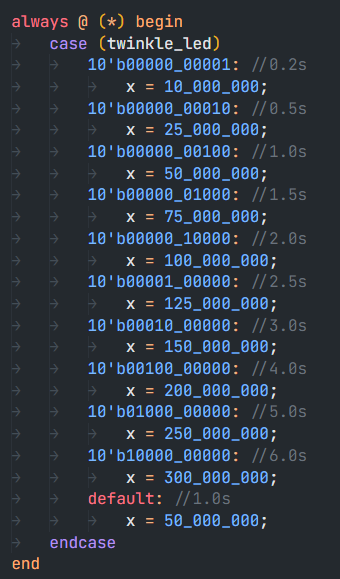 always @ (*) begin
case (twinkle_led)
10'b00000_00001: //0.2s
x = 10_000_000;
10'b00000_00010: //0.5s
x = 25_000_000;
10'b00000_00100: //1.0s
x = 50_000_000;
10'b00000_01000: //1.5s
x = 75_000_000;
10'b00000_10000: //2.0s
x = 100_000_000;
10'b00001_00000: //2.5s
x = 125_000_000;
10'b00010_00000: //3.0s
x = 150_000_000;
10'b00100_00000: //4.0s
x = 200_000_000;
10'b01000_00000: //5.0s
x = 250_000_000;
10'b10000_00000: //6.0s
x = 300_000_000;
default: //1.0s
x = 50_000_000;
endcase
end